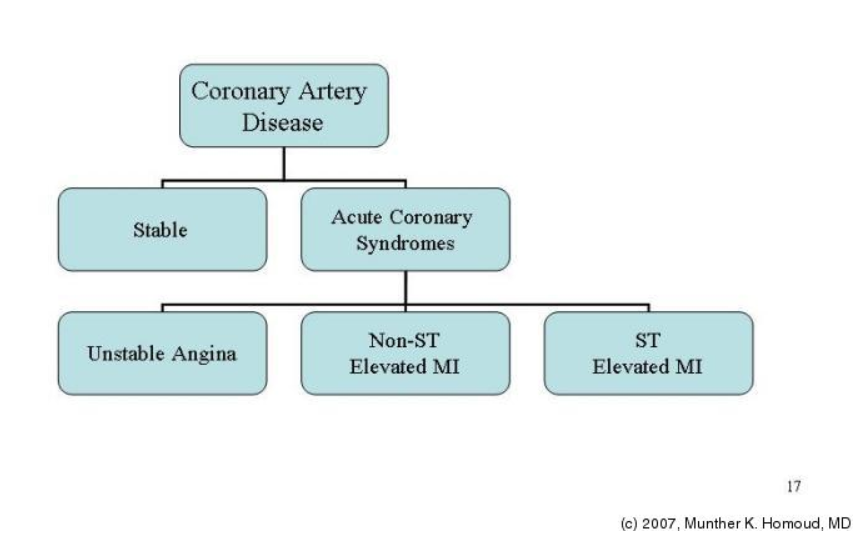 Coronary Artery
Disease
Stable
Acute Coronary
Syndromes
Unstable Angina
Non-ST
Elevated MI
ST
Elevated MI
17
(c) 2007, Munther K. Homoud, MD